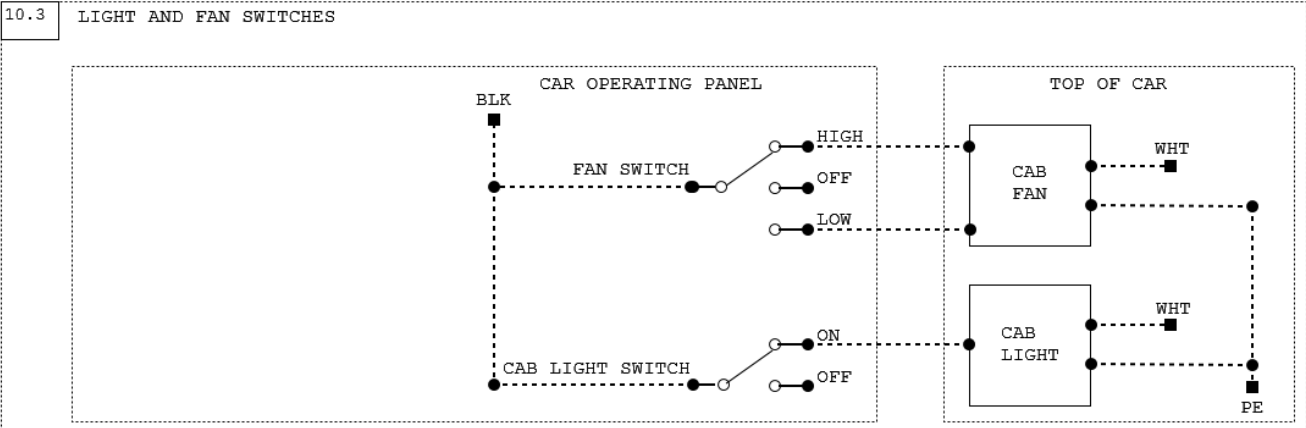 10.3 LIGHT AND FAN SWITCHES
CAR OPERATING PANEL
TOP OF CAR
BLK
HIGH
FAN SWITCH
OFF
LOW
CAB
FAN
WHT
ON
CAB LIGHT SWITCH
OFF
CAB
LIGHT
WHT
PE